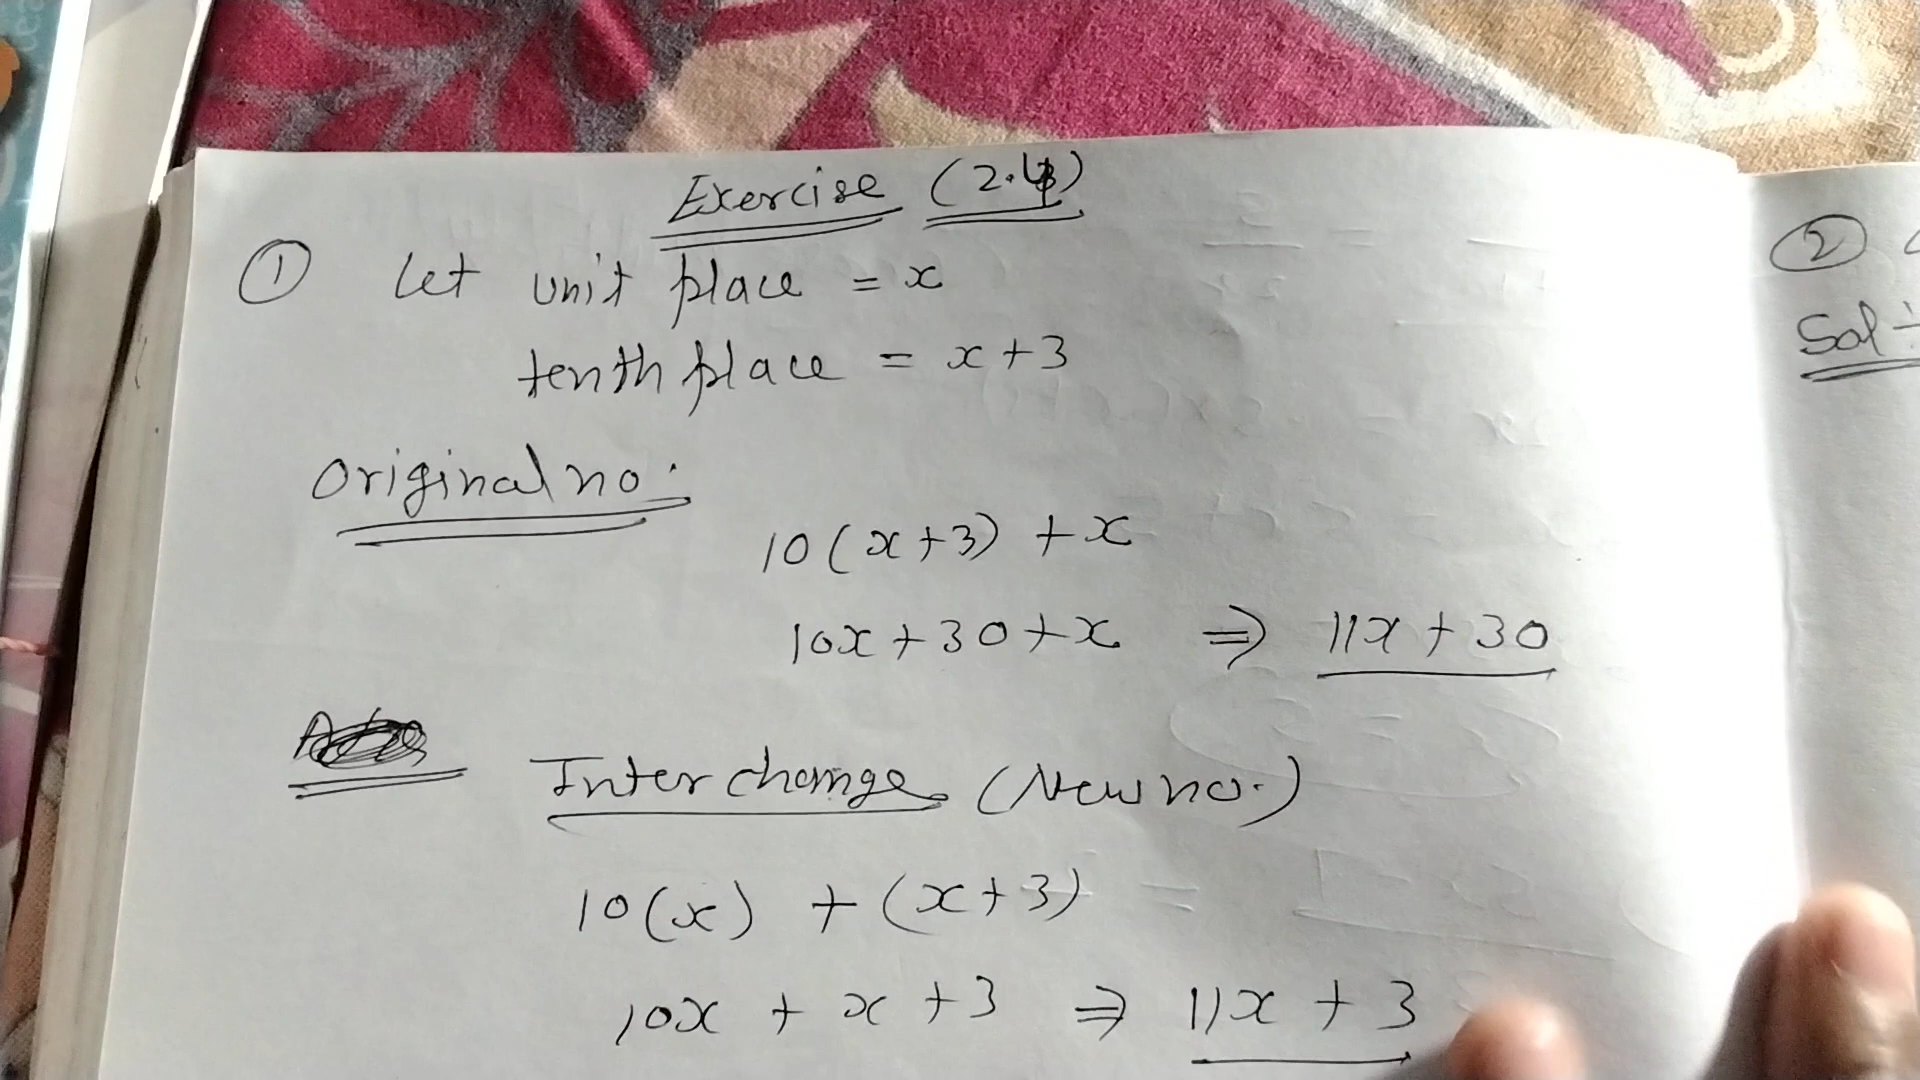 Exercise (2.4)
① Let unit place = x
tenth place = x+3
Original no.
10(x+3) + x
10x+30+x ⇒ 11x + 30
Interchange (New no.)
10(x) + (x+3)
10x + x +3 ⇒ 11x + 3
②
Sol ÷